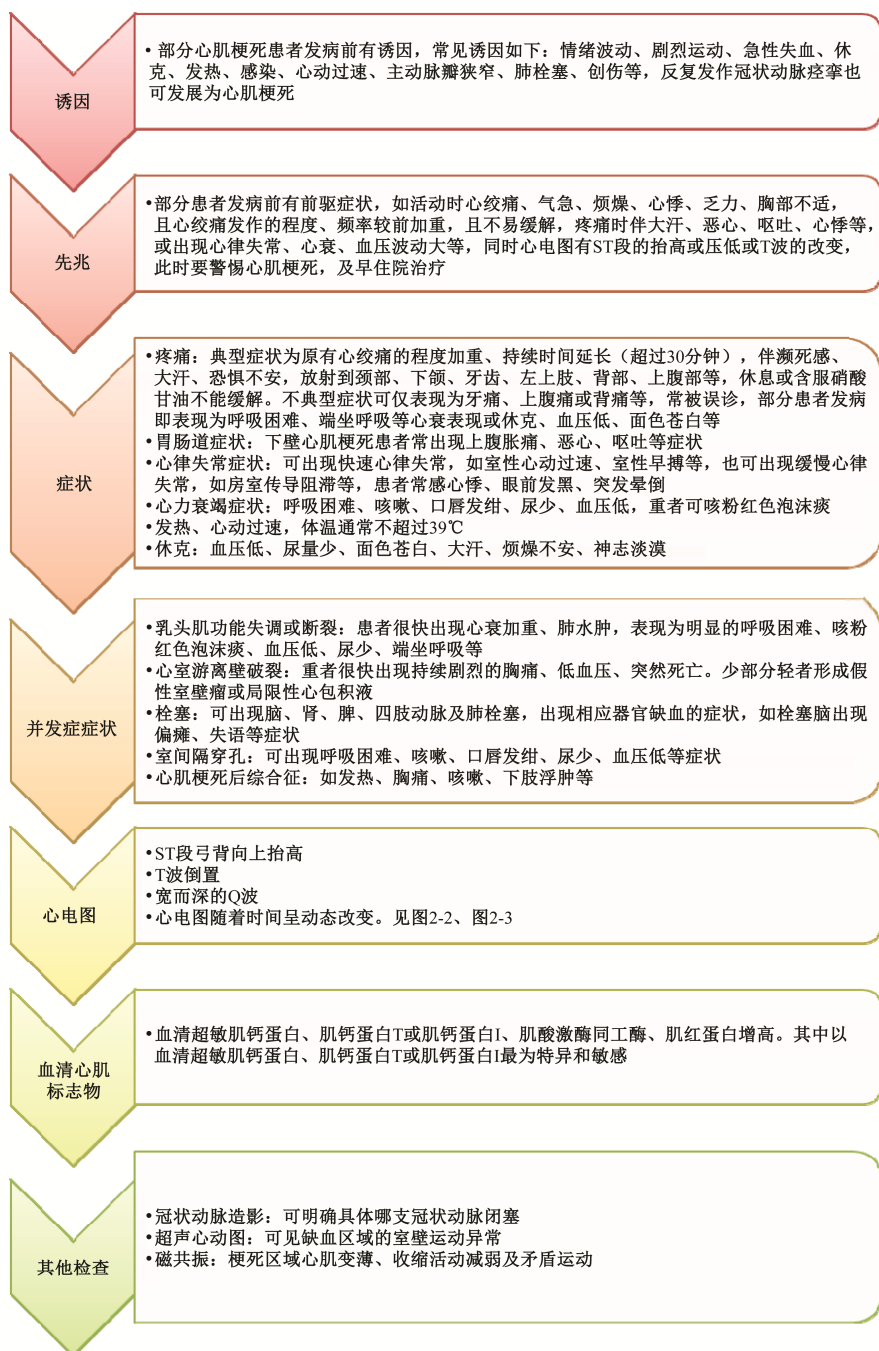 诱因
• 部分心肌梗死患者发病前有诱因，常见诱因如下：情绪波动、剧烈运动、急性失血、休
克、发热、感染、心动过速、主动脉瓣狭窄、肺栓塞、创伤等，反复发作冠状动脉痉挛也
可发展为心肌梗死
先兆
•部分患者发病前有前驱症状，如活动时心绞痛、气急、烦燥、心悸、乏力、胸部不适，
且心绞痛发作的程度、频率较前加重，且不易缓解，疼痛时伴大汗、恶心、呕吐、心悸等，
或出现心律失常、心衰、血压波动大等，同时心电图有ST段的抬高或压低或T波的改变，
此时要警惕心肌梗死，及早住院治疗
症状
•疼痛：典型症状为原有心绞痛的程度加重、持续时间延长（超过30分钟），伴濒死感、
大汗、恐惧不安，放射到颈部、下颌、牙齿、左上肢、背部、上腹部等，休息或含服硝酸
甘油不能缓解。不典型症状可仅表现为牙痛、上腹痛或背痛等，常被误诊，部分患者发病
即表现为呼吸困难、端坐呼吸等心衰表现或休克、血压低、面色苍白等
•胃肠道症状：下壁心肌梗死患者常出现上腹胀痛、恶心、呕吐等症状
•心律失常症状：可出现快速心律失常，如室性心动过速、室性早搏等，也可出现缓慢心律
失常，如房室传导阻滞等，患者常感心悸、眼前发黑、突发晕倒
•心力衰竭症状：呼吸困难、咳嗽、口唇发绀、尿少、血压低，重者可咳粉红色泡沫痰
•发热、心动过速，体温通常不超过39℃
•休克：血压低、尿量少、面色苍白、大汗、烦燥不安、神志淡漠
并发症症状
•乳头肌功能失调或断裂：患者很快出现心衰加重、肺水肿，表现为明显的呼吸困难、咳粉
红色泡沫痰、血压低、尿少、端坐呼吸等
•心室游离壁破裂：重者很快出现持续剧烈的胸痛、低血压、突然死亡。少部分轻者形成假
性室壁瘤或局限性心包积液
•栓塞：可出现脑、肾、脾、四肢动脉及肺栓塞，出现相应器官缺血的症状，如栓塞脑出现
偏瘫、失语等症状
•室间隔穿孔：可出现呼吸困难、咳嗽、口唇发绀、尿少、血压低等症状
•心肌梗死后综合征：如发热、胸痛、咳嗽、下肢浮肿等
心电图
•ST段弓背向上抬高
•T波倒置
•宽而深的Q波
•心电图随着时间呈动态改变。见图2-2、图2-3
血清心肌
标志物
•血清超敏肌钙蛋白、肌钙蛋白T或肌钙蛋白I、肌酸激酶同工酶、肌红蛋白增高。其中以
血清超敏肌钙蛋白、肌钙蛋白T或肌钙蛋白I最为特异和敏感
其他检查
•冠状动脉造影：可明确具体哪支冠状动脉闭塞
•超声心动图：可见缺血区域的室壁运动异常
•磁共振：梗死区域心肌变薄、收缩活动减弱及矛盾运动